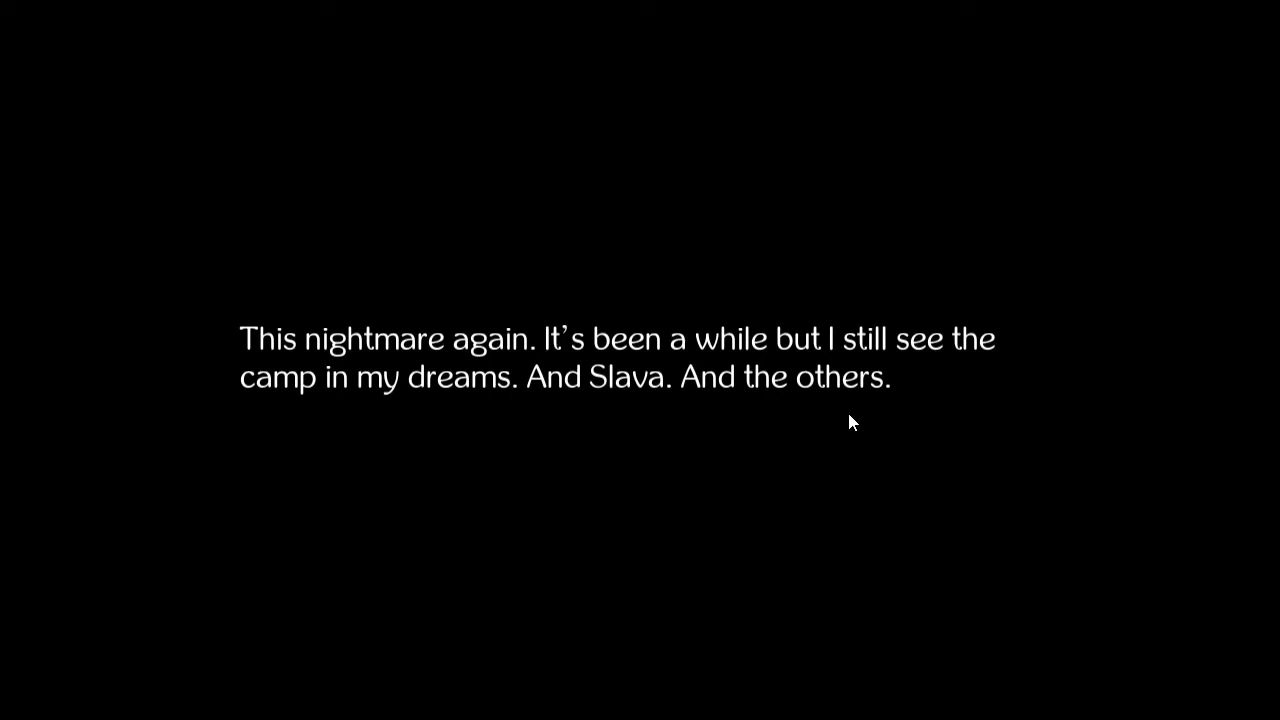 This nightmare again. It's been a while but I still see the
camp in my dreams. And Slava. And the others.